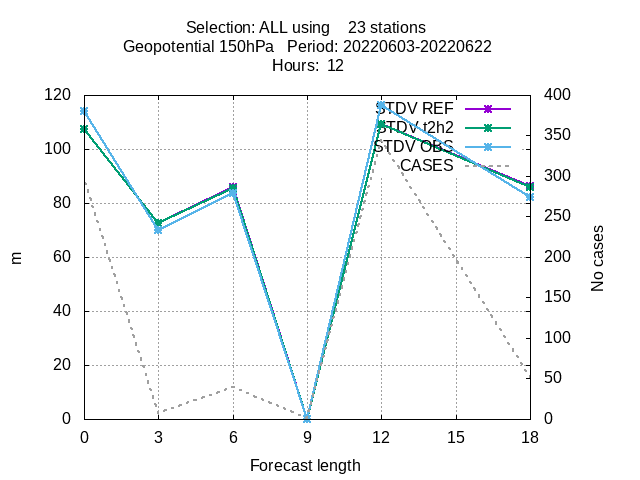 Selection: ALL using 23 stations
Geopotential 150hPa Period: 20220603-20220622
Hours: 12
120
100
80
60
40
20
0
m
400
350
300
250
200
150
100
50
0
No cases
STDV REF
STDV t2h2
STDV OBS
CASES
0 3 6 9 12 15 18
Forecast length